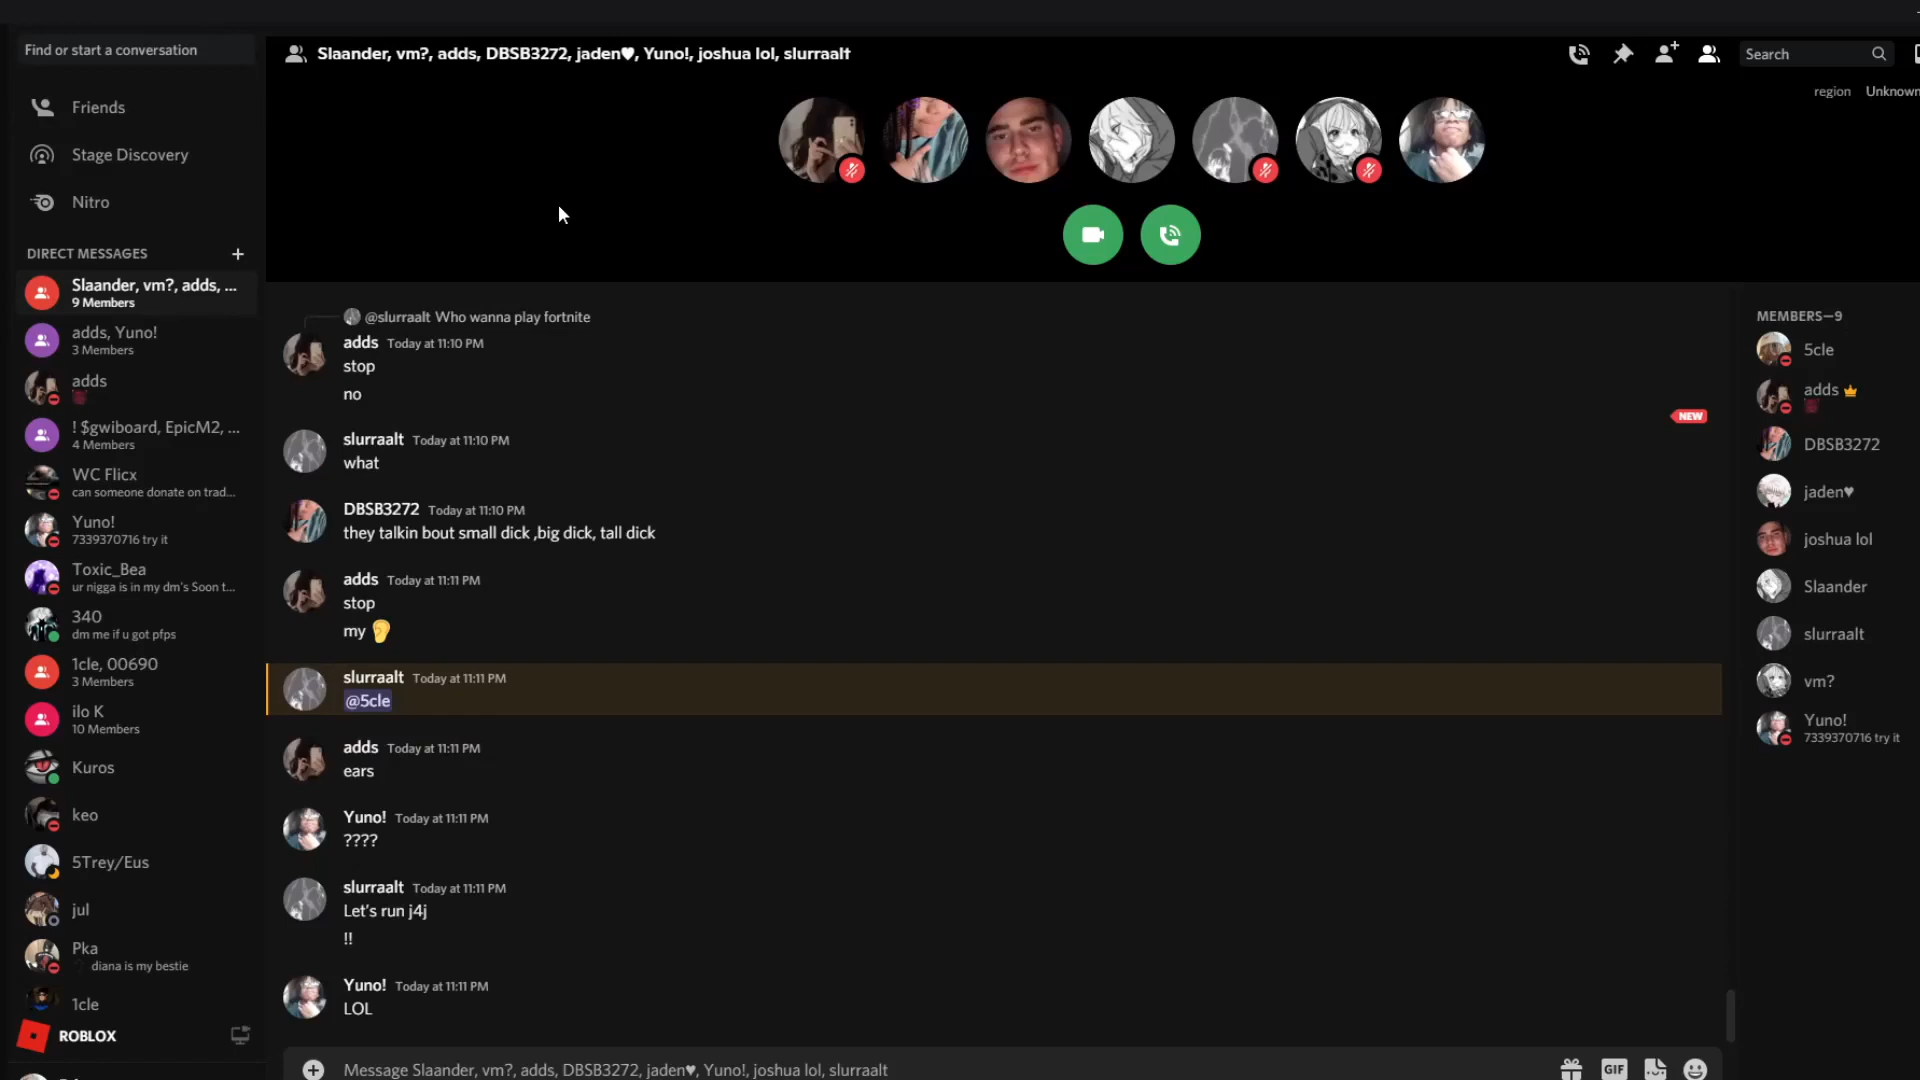 Find or start a conversation
Friends
Stage Discovery
Nitro
DIRECT MESSAGES
Slaander, vm?, adds, ...
9 Members
adds, Yuno!
3 Members
adds
! $gwiboard, EpicM2, ...
4 Members
WC Flicx
can someone donate on trad...
Yuno!
7339370716 try it
Toxic_Bea
ur nigga is in my dm's Soon t...
340
dm me if u got pfps
1cle, 00690
3 Members
ilo K
10 Members
Kuros
keo
5Trey/Eus
jul
Pka
diana is my bestie
1cle
ROBLOX
Slaander, vm?, adds, DBSB3272, jaden♥, Yuno!, joshua lol, slurraalt
Search
region Unknown
@slurraalt Who wanna play fortnite
adds Today at 11:10 PM
stop
no
NEW
slurraalt Today at 11:10 PM
what
DBSB3272 Today at 11:10 PM
they talkin bout small dick ,big dick, tall dick
adds Today at 11:11 PM
stop
my 👂
slurraalt Today at 11:11 PM
@5cle
adds Today at 11:11 PM
ears
Yuno! Today at 11:11 PM
????
slurraalt Today at 11:11 PM
Let's run j4j
!!
Yuno! Today at 11:11 PM
LOL
Message Slaander, vm?, adds, DBSB3272, jaden♥, Yuno!, joshua lol, slurraalt
GIF
MEMBERS—9
5cle
adds
DBSB3272
jaden♥
joshua lol
Slaander
slurraalt
vm?
Yuno!
7339370716 try it